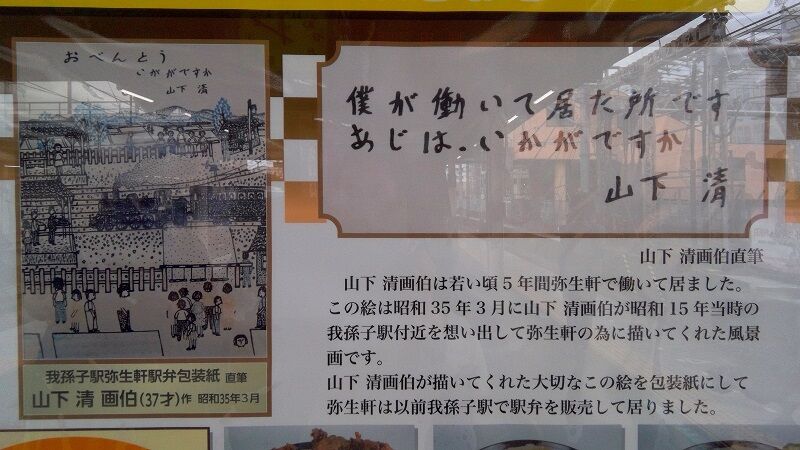 おべんとう
いかがですか
山下 清
我孫子駅弥生軒駅弁包装紙 直筆
山下 清 画伯(37才)作 昭和35年3月
僕が働いて居た所です
あじは、いかがですか
山下 清
山下 清画伯直筆
山下 清画伯は若い頃5年間弥生軒で働いて居ました。
この絵は昭和35年3月に山下 清画伯が昭和15年当時の
我孫子駅付近を想い出して弥生軒の為に描いてくれた風景
画です。
山下 清画伯が描いてくれた大切なこの絵を包装紙にして
弥生軒は以前我孫子駅で駅弁を販売して居りました。